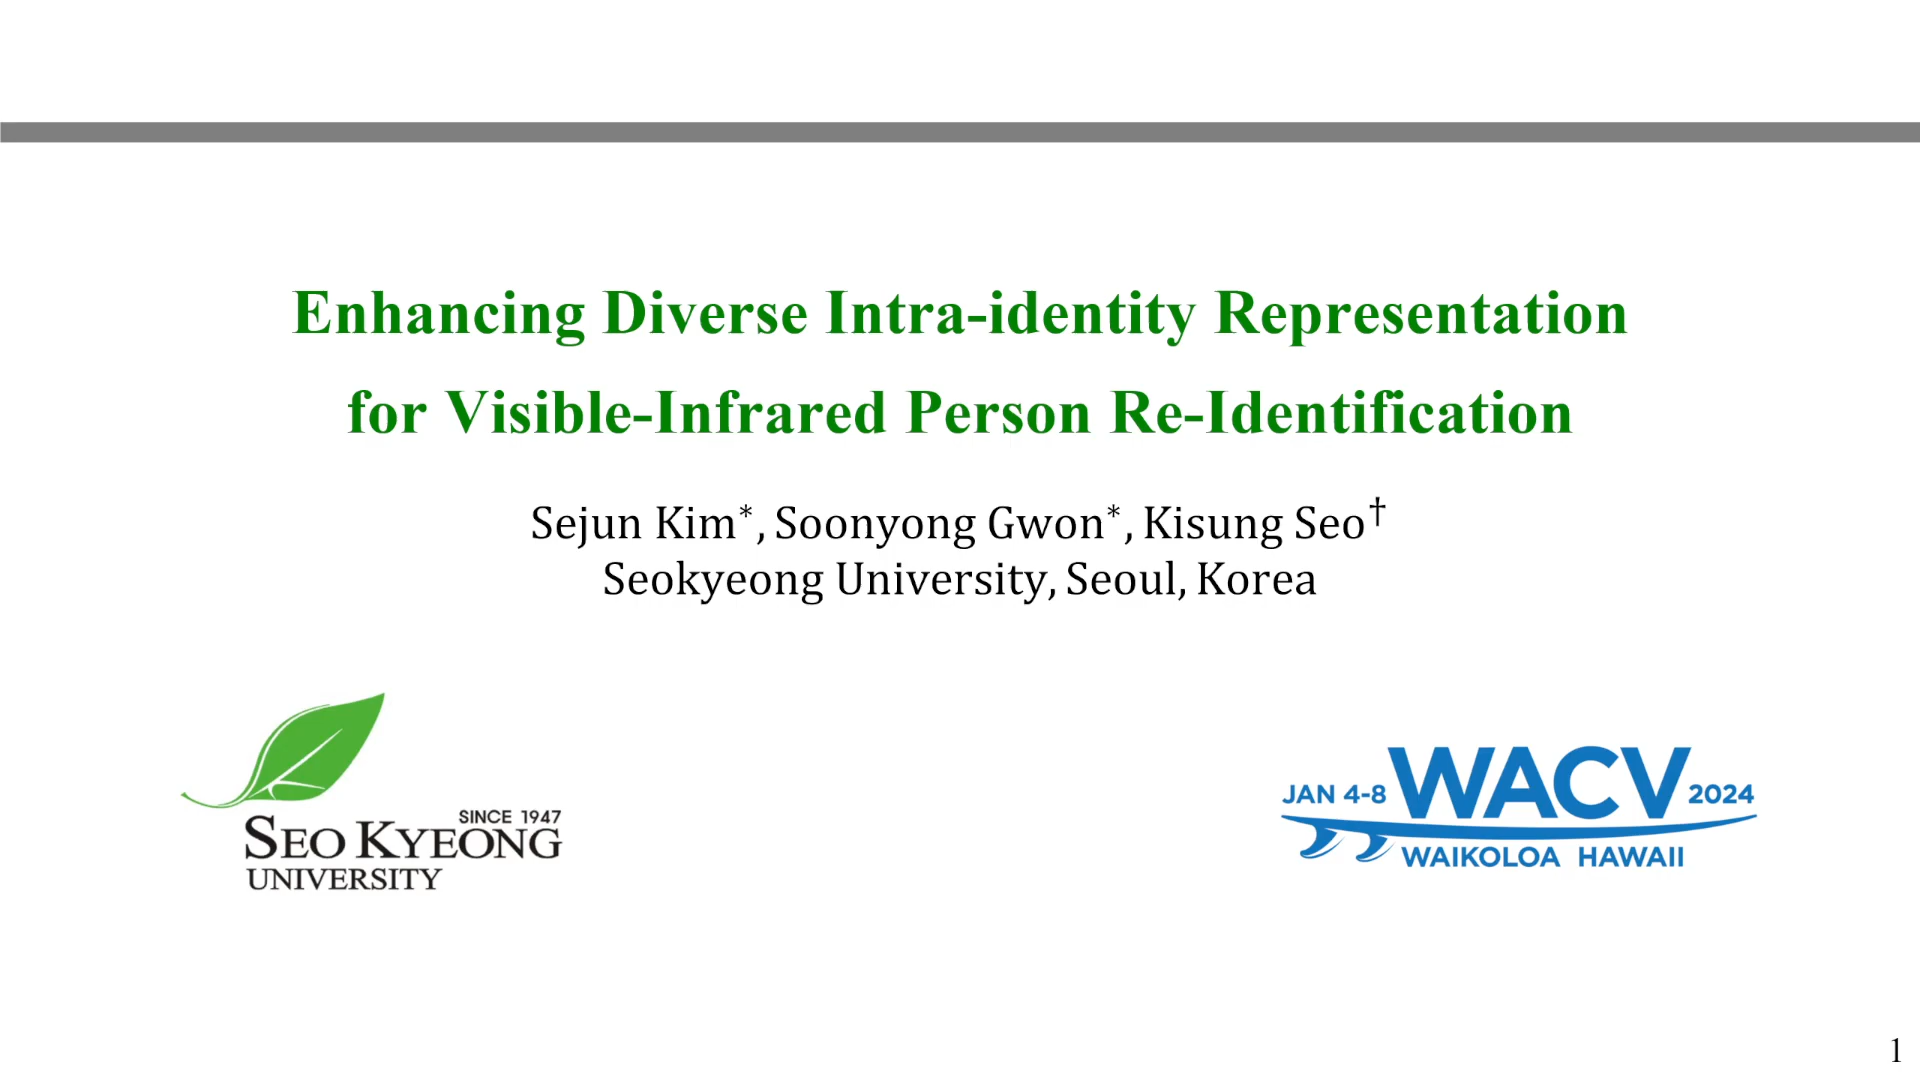 Enhancing Diverse Intra-identity Representation
for Visible-Infrared Person Re-Identification
Sejun Kim*, Soonyong Gwon*, Kisung Seo†
Seokyeong University, Seoul, Korea
SINCE 1947
SEO KYEONG
UNIVERSITY
JAN 4-8 WACV 2024
WAIKOLOA HAWAII
1